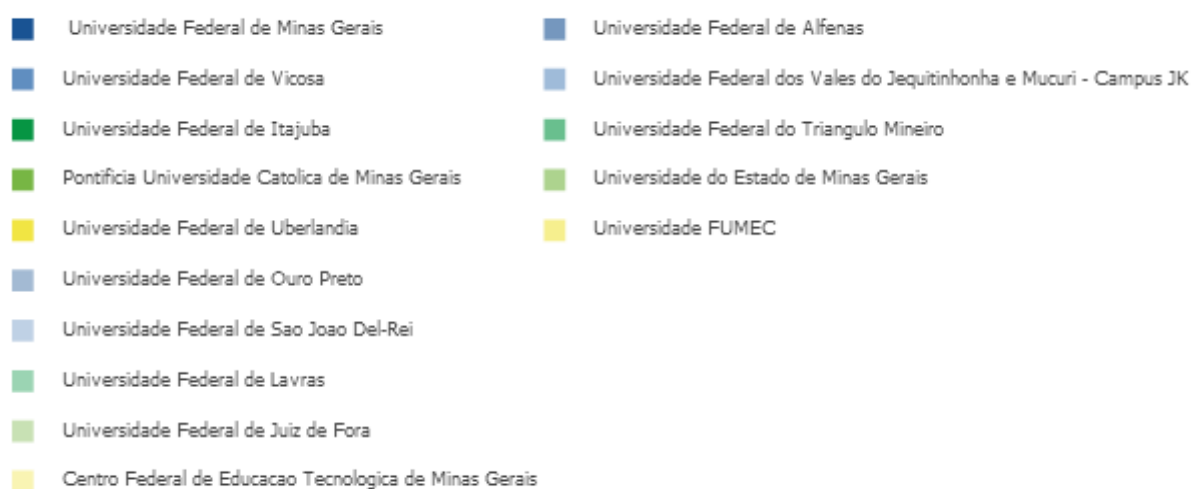 Universidade Federal de Minas Gerais
Universidade Federal de Vicosa
Universidade Federal de Itajuba
Pontificia Universidade Catolica de Minas Gerais
Universidade Federal de Uberlandia
Universidade Federal de Ouro Preto
Universidade Federal de Sao Joao Del-Rei
Universidade Federal de Lavras
Universidade Federal de Juiz de Fora
Centro Federal de Educacao Tecnologica de Minas Gerais
Universidade Federal de Alfenas
Universidade Federal dos Vales do Jequitinhonha e Mucuri - Campus JK
Universidade Federal do Triangulo Mineiro
Universidade do Estado de Minas Gerais
Universidade FUMEC